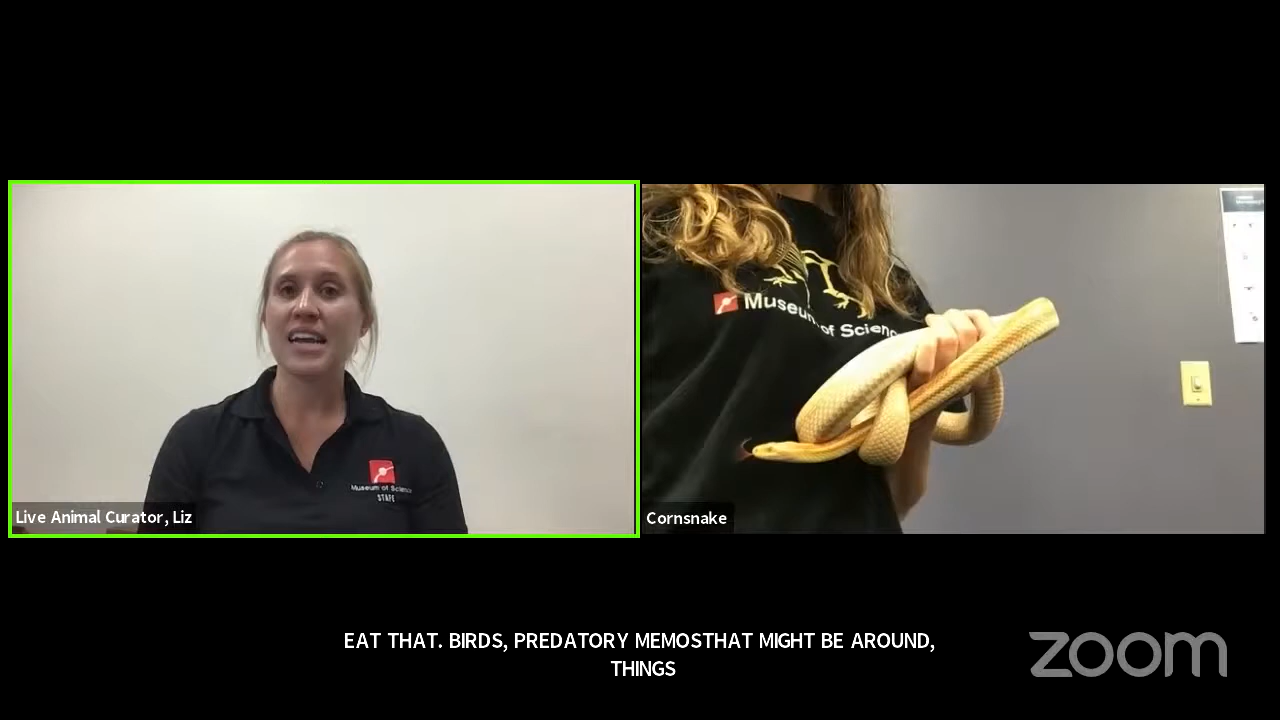 Museum of Science
STAFF
Live Animal Curator, Liz
Museum of Scienc
Cornsnake
EAT THAT. BIRDS, PREDATORY MEMOSTHAT MIGHT BE AROUND,
THINGS
zoom